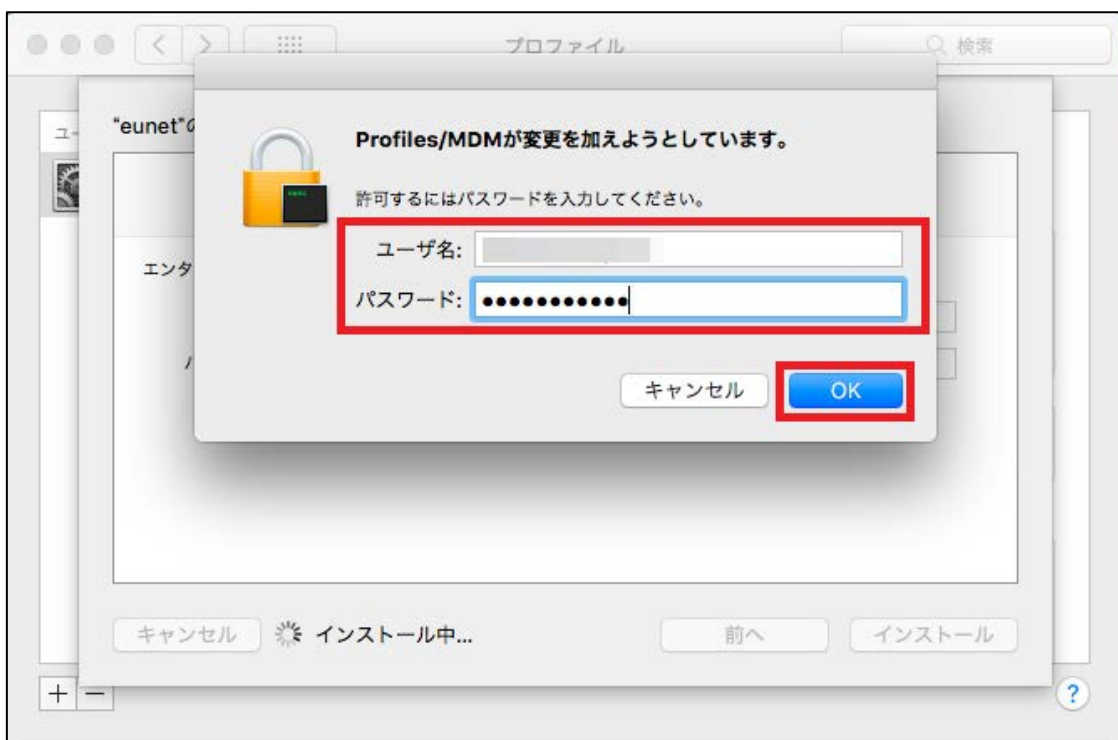 プロファイル
検索
"eunet"の
Profiles/MDMが変更を加えようとしています。
許可するにはパスワードを入力してください。
ユーザ名:
パスワード: ●●●●●●●●●●●
エンタ
キャンセル
OK
キャンセル
インストール中...
前へ
インストール
+
−
?